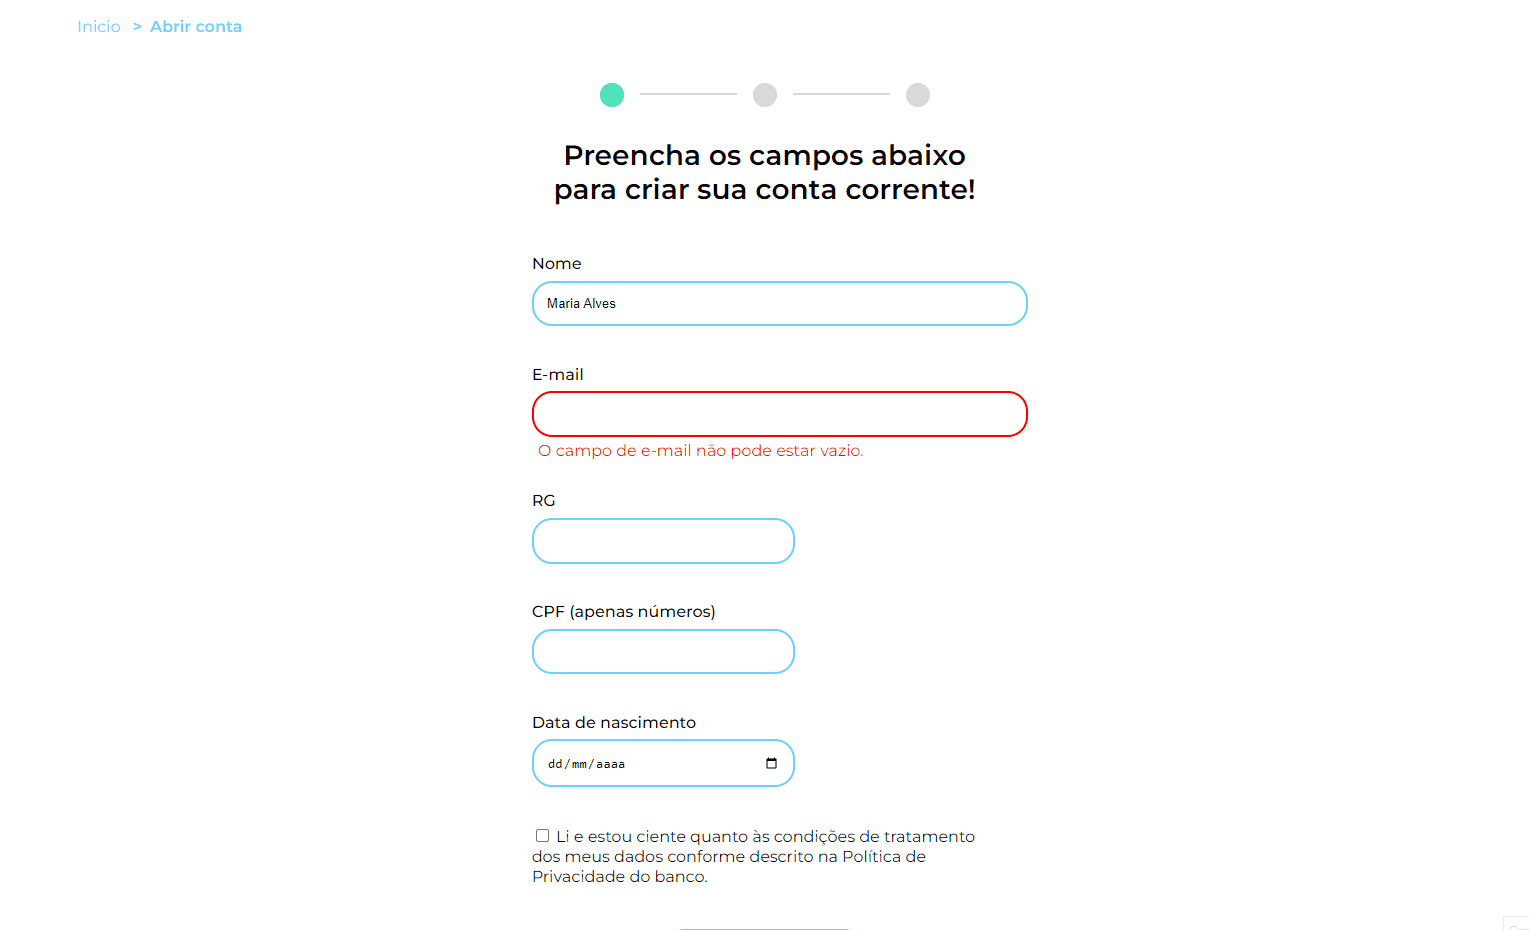 Inicio > Abrir conta
Preencha os campos abaixo
para criar sua conta corrente!
Nome
Maria Alves
E-mail
O campo de e-mail não pode estar vazio.
RG
CPF (apenas números)
Data de nascimento
dd/mm/aaaa
Li e estou ciente quanto às condições de tratamento
dos meus dados conforme descrito na Política de
Privacidade do banco.